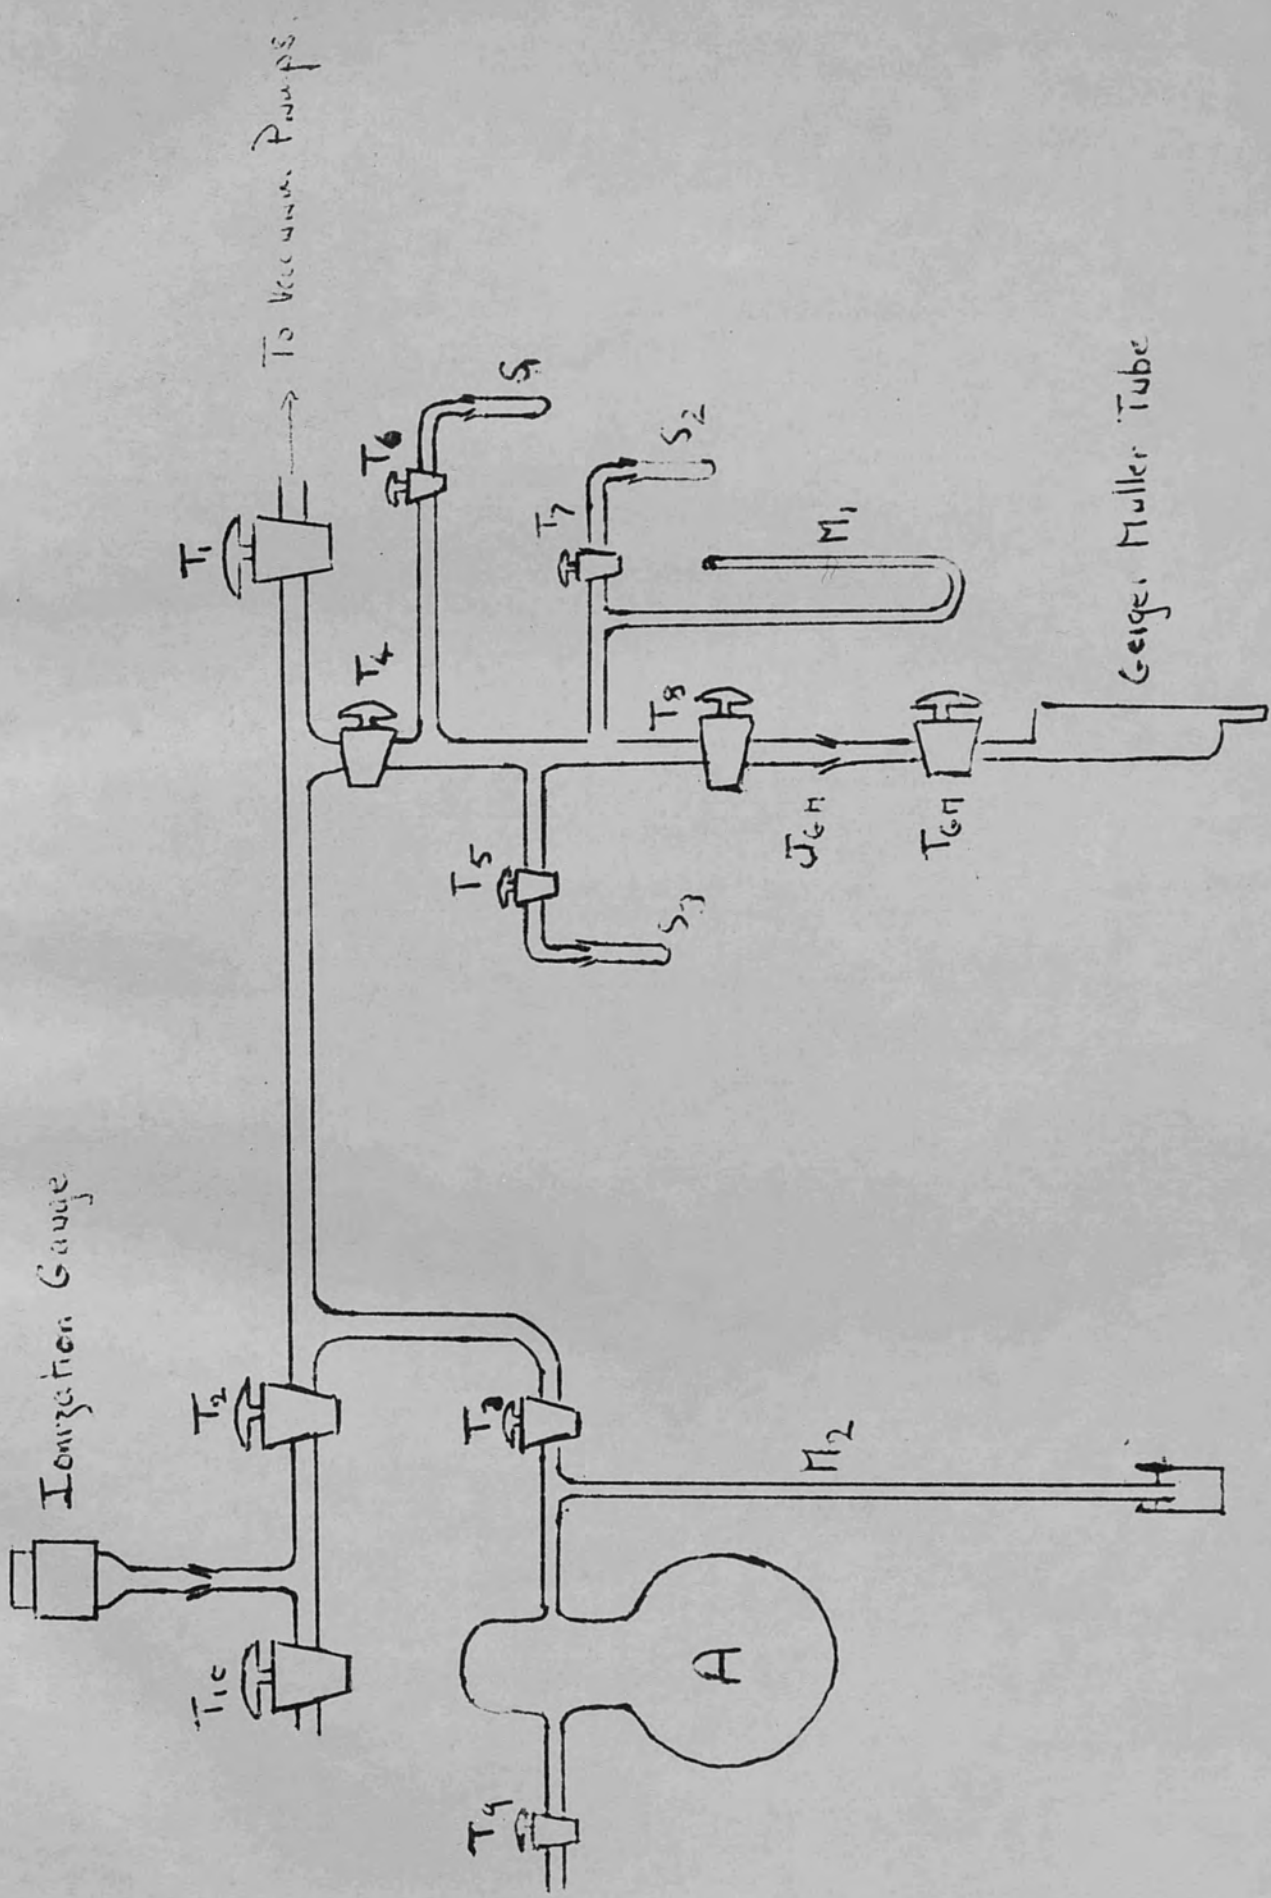 Ionization Gauge
→ To Vacuum Pumps.
T10
T2
T1
T9
T3
T4
T6
S1
T5
T7
S2
S3
A
M2
T8
M1
JGM
TGM
Geiger Muller Tube